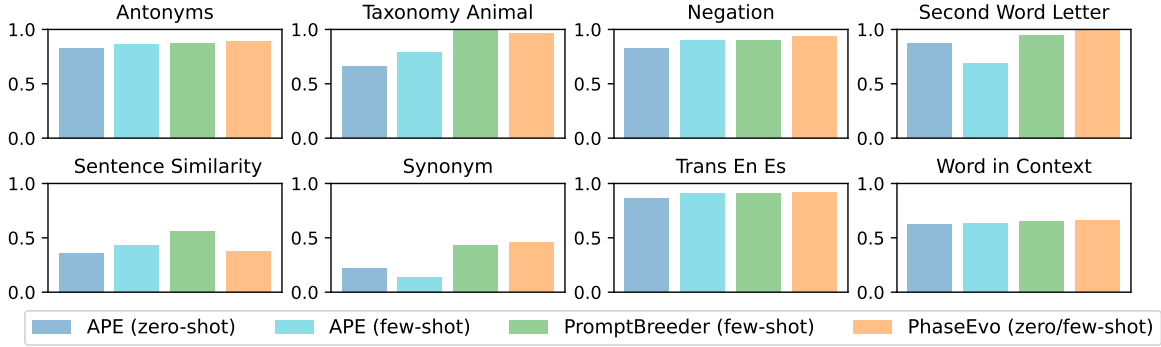 Antonyms
Taxonomy Animal
Negation
Second Word Letter
1.0
0.5
0.0
1.0
0.5
0.0
1.0
0.5
0.0
1.0
0.5
0.0
Sentence Similarity
Synonym
Trans En Es
Word in Context
1.0
0.5
0.0
1.0
0.5
0.0
1.0
0.5
0.0
1.0
0.5
0.0
APE (zero-shot)
APE (few-shot)
PromptBreeder (few-shot)
PhaseEvo (zero/few-shot)